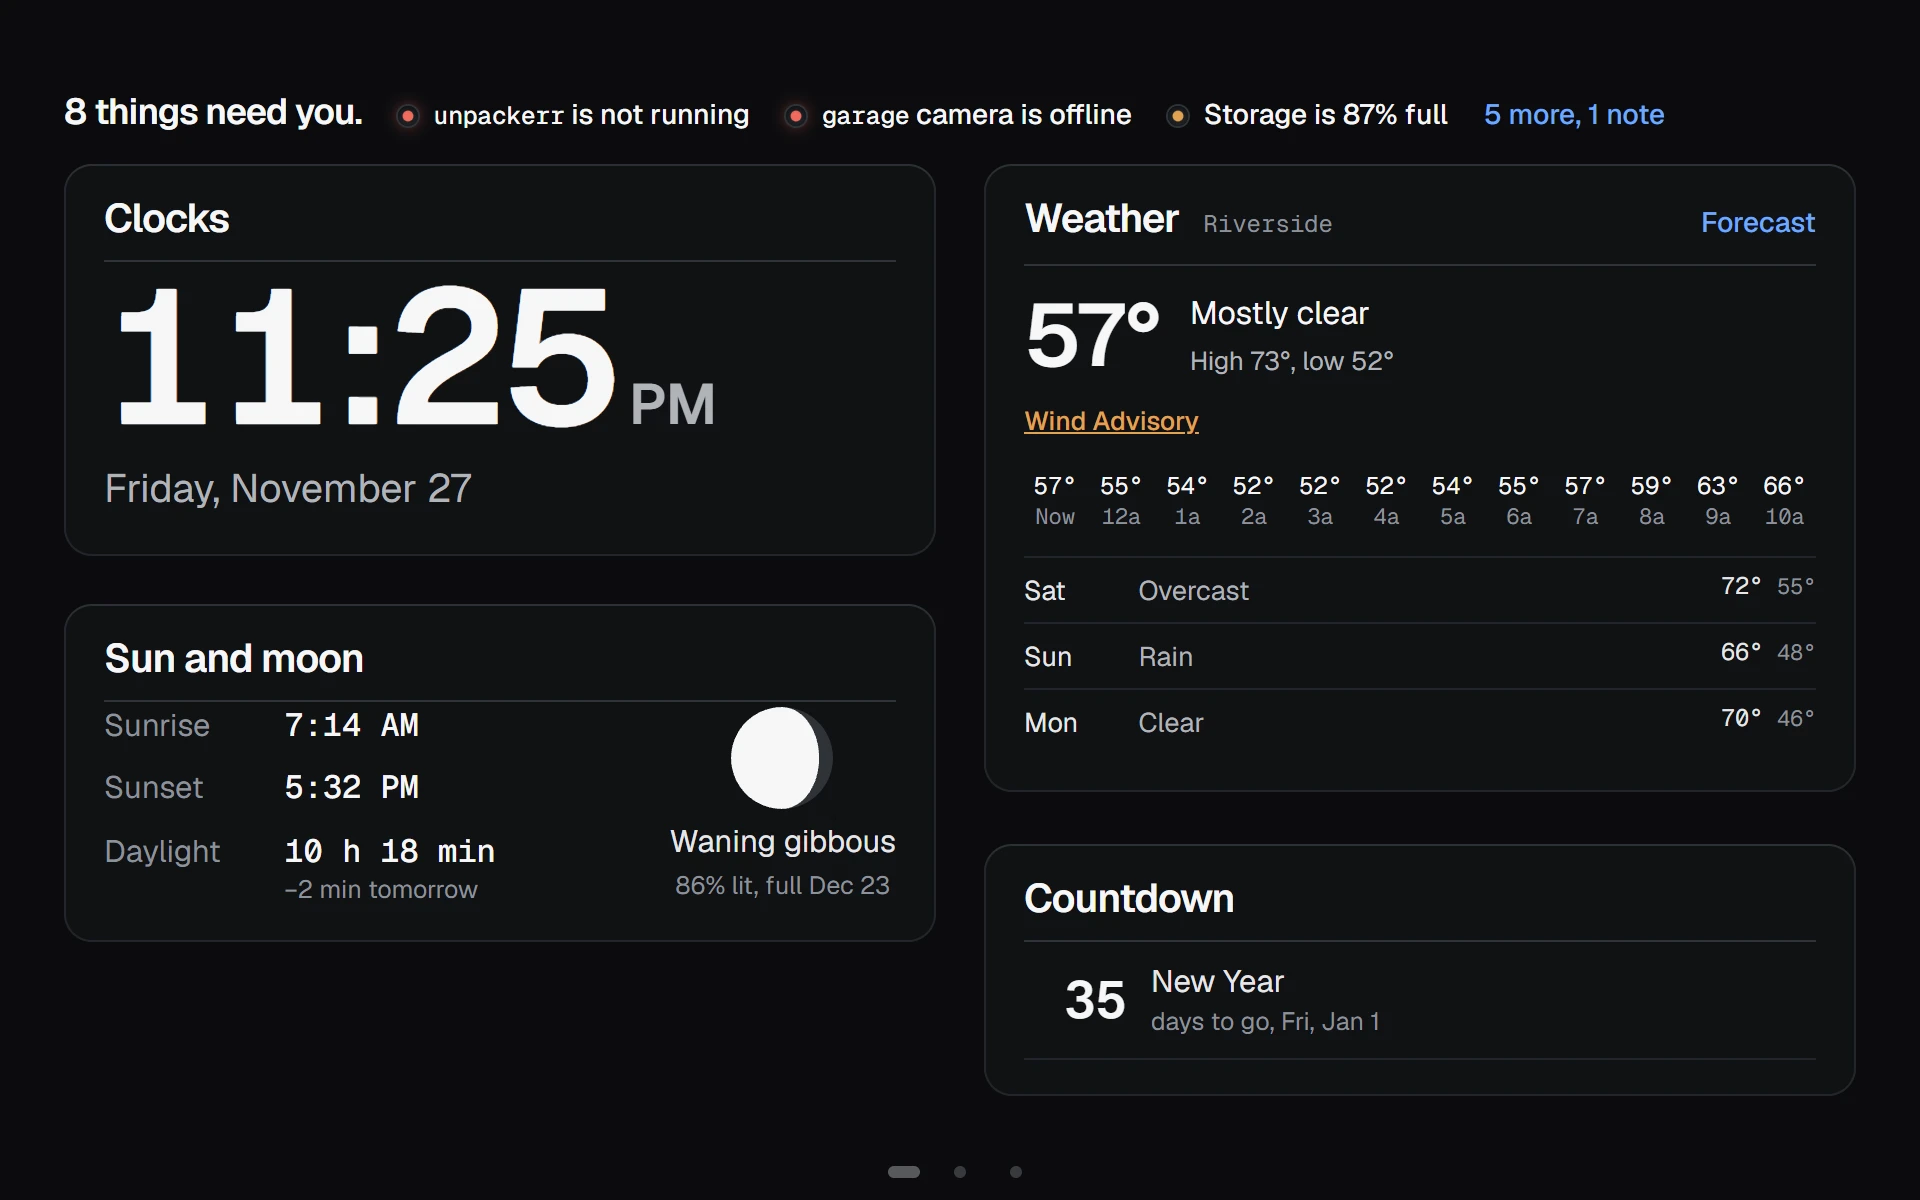 8 things need you. unpackerr is not running garage camera is offline Storage is 87% full 5 more, 1 note
Clocks
11:25 PM
Friday, November 27
Sun and moon
Sunrise 7:14 AM
Sunset 5:32 PM
Daylight 10 h 18 min
−2 min tomorrow
Waning gibbous
86% lit, full Dec 23
Weather Riverside Forecast
57° Mostly clear
High 73°, low 52°
Wind Advisory
57° 55° 54° 52° 52° 52° 54° 55° 57° 59° 63° 66°
Now 12a 1a 2a 3a 4a 5a 6a 7a 8a 9a 10a
Sat Overcast 72° 55°
Sun Rain 66° 48°
Mon Clear 70° 46°
Countdown
35 New Year
days to go, Fri, Jan 1